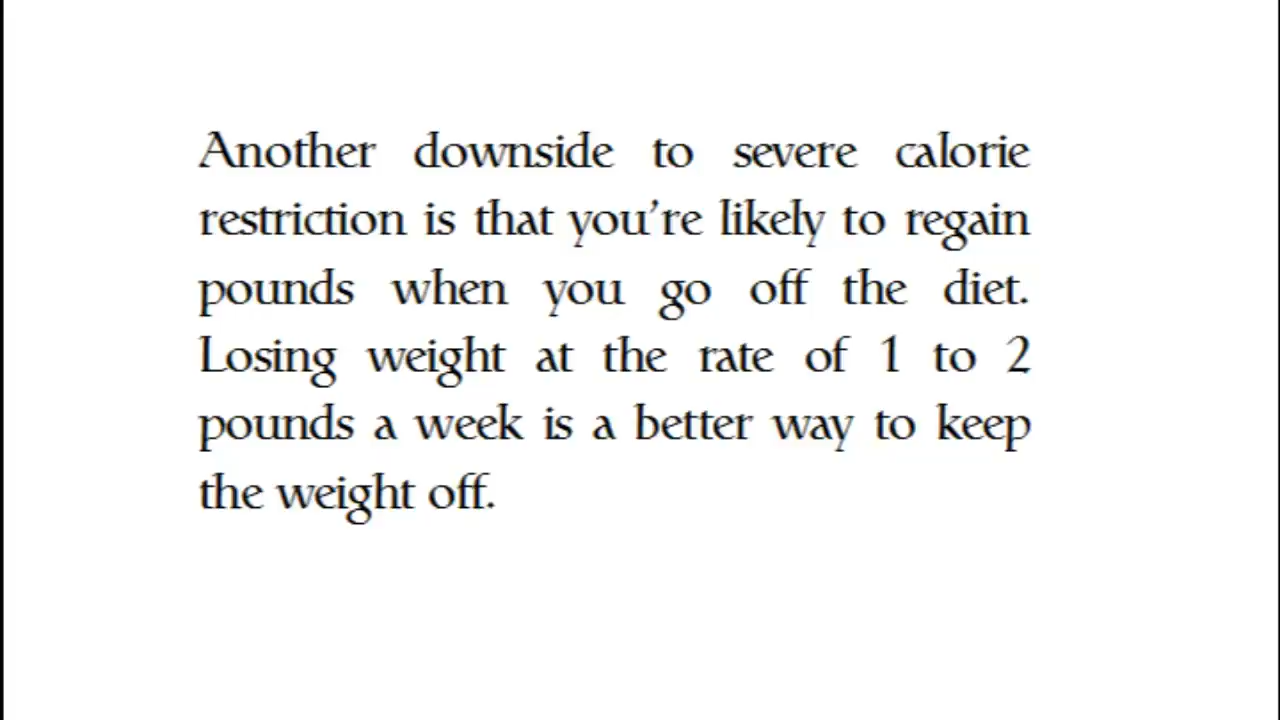 Another downside to severe calorie
restriction is that you’re likely to regain
pounds when you go off the diet.
Losing weight at the rate of 1 to 2
pounds a week is a better way to keep
the weight off.